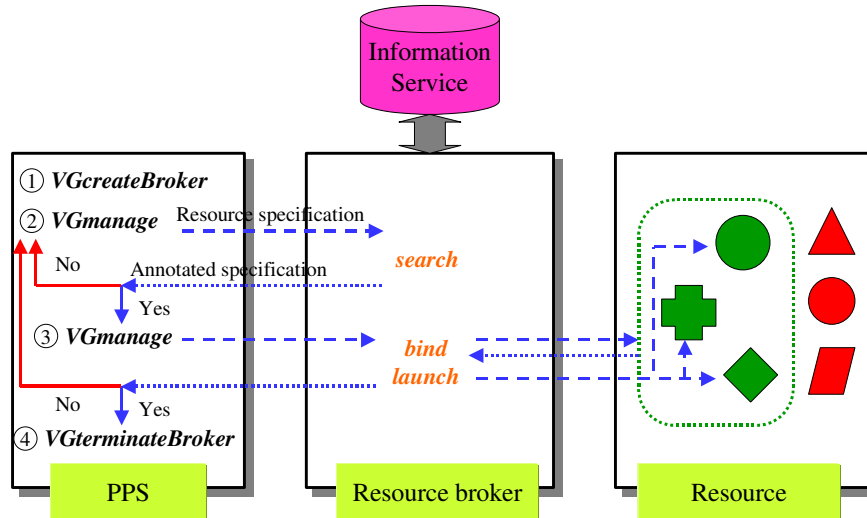 Information
Service
① VGcreateBroker
② VGmanage
Resource specification
search
No
Annotated specification
Yes
③ VGmanage
bind
launch
No
Yes
④ VGterminateBroker
PPS
Resource broker
Resource